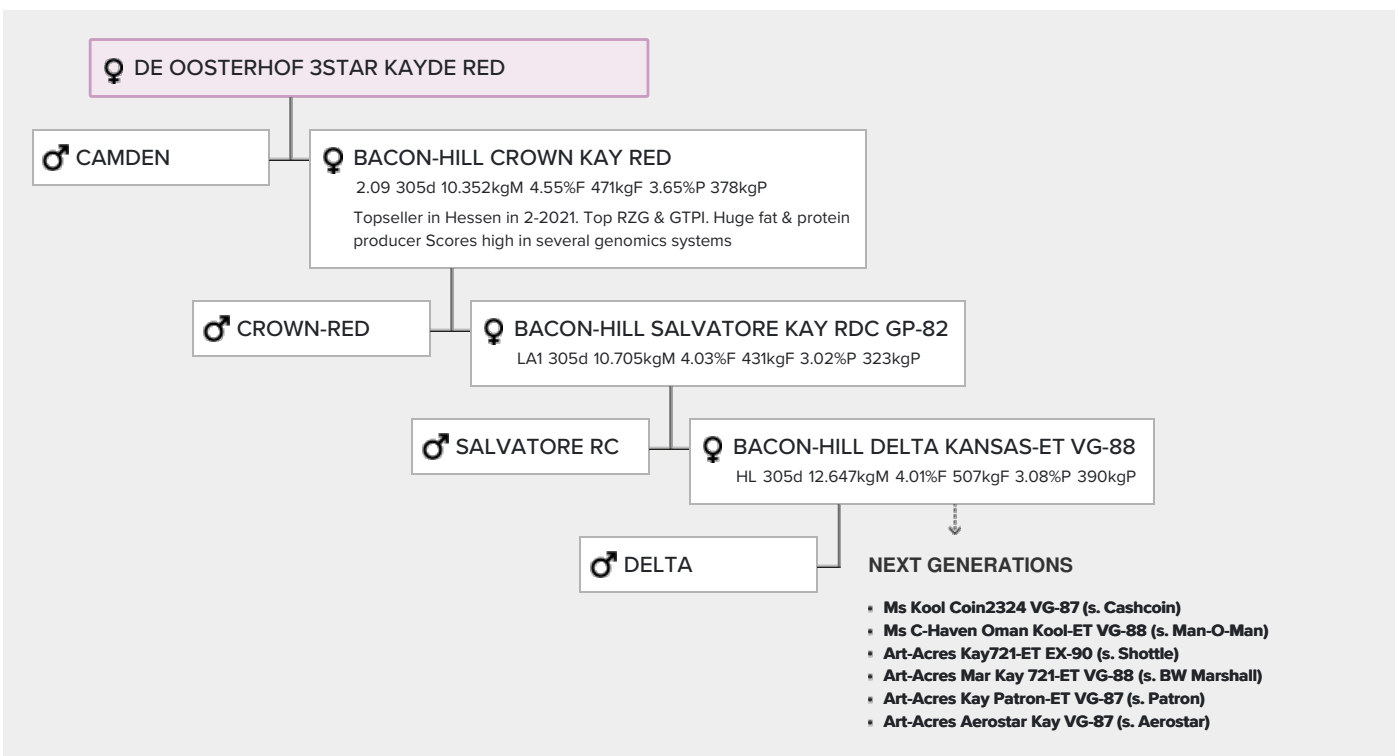 DE OOSTERHOF 3STAR KAYDE RED
CAMDEN
BACON-HILL CROWN KAY RED
2.09 305d 10.352kgM 4.55%F 471kgF 3.65%P 378kgP
Topseller in Hessen in 2-2021. Top RZG & GTPI. Huge fat & protein
producer Scores high in several genomics systems
CROWN-RED
BACON-HILL SALVATORE KAY RDC GP-82
LA1 305d 10.705kgM 4.03%F 431kgF 3.02%P 323kgP
SALVATORE RC
BACON-HILL DELTA KANSAS-ET VG-88
HL 305d 12.647kgM 4.01%F 507kgF 3.08%P 390kgP
DELTA
NEXT GENERATIONS
Ms Kool Coin2324 VG-87 (s. Cashcoin)
Ms C-Haven Oman Kool-ET VG-88 (s. Man-O-Man)
Art-Acres Kay721-ET EX-90 (s. Shottle)
Art-Acres Mar Kay 721-ET VG-88 (s. BW Marshall)
Art-Acres Kay Patron-ET VG-87 (s. Patron)
Art-Acres Aerostar Kay VG-87 (s. Aerostar)